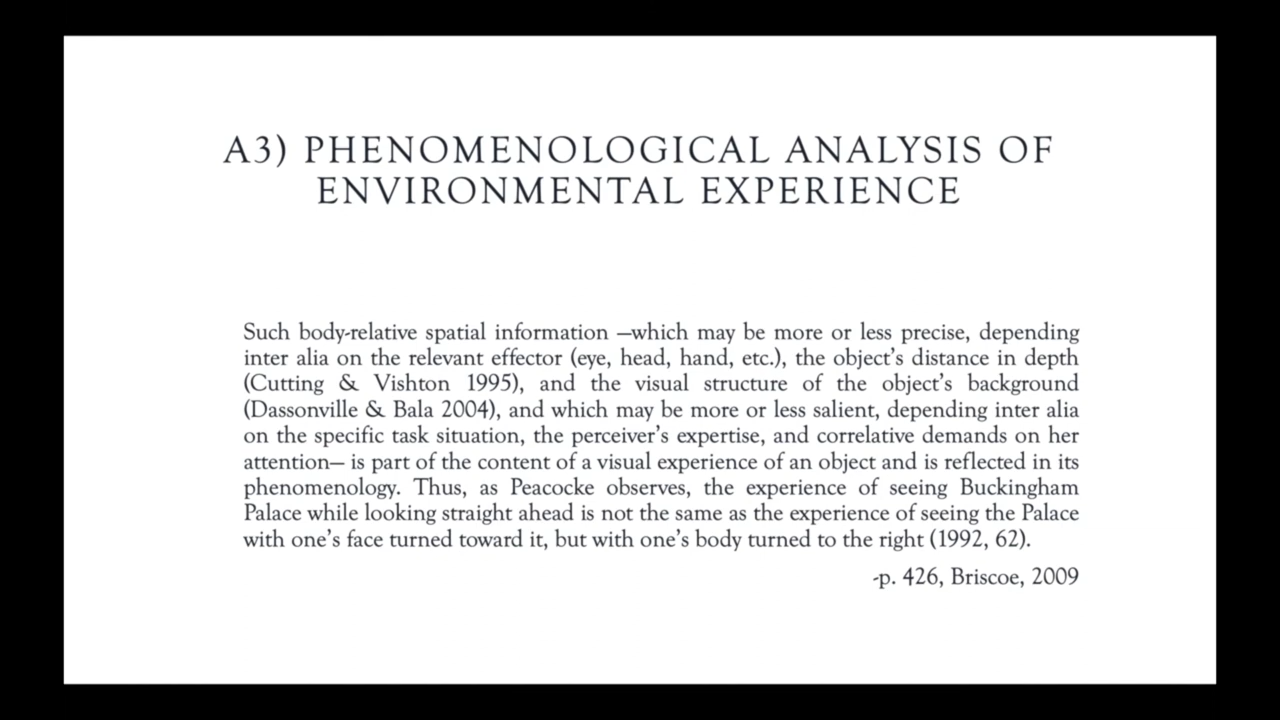 A3) PHENOMENOLOGICAL ANALYSIS OF
ENVIRONMENTAL EXPERIENCE
Such body-relative spatial information —which may be more or less precise, depending
inter alia on the relevant effector (eye, head, hand, etc.), the object's distance in depth
(Cutting & Vishton 1995), and the visual structure of the object's background
(Dassonville & Bala 2004), and which may be more or less salient, depending inter alia
on the specific task situation, the perceiver's expertise, and correlative demands on her
attention— is part of the content of a visual experience of an object and is reflected in its
phenomenology. Thus, as Peacocke observes, the experience of seeing Buckingham
Palace while looking straight ahead is not the same as the experience of seeing the Palace
with one's face turned toward it, but with one's body turned to the right (1992, 62).
-p. 426, Briscoe, 2009